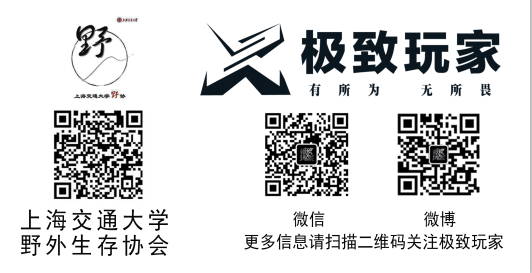 野
上海交通大学野协
上海交通大学
野外生存协会
极致玩家
有所为 无所畏
微信 微博
更多信息请扫描二维码关注极致玩家